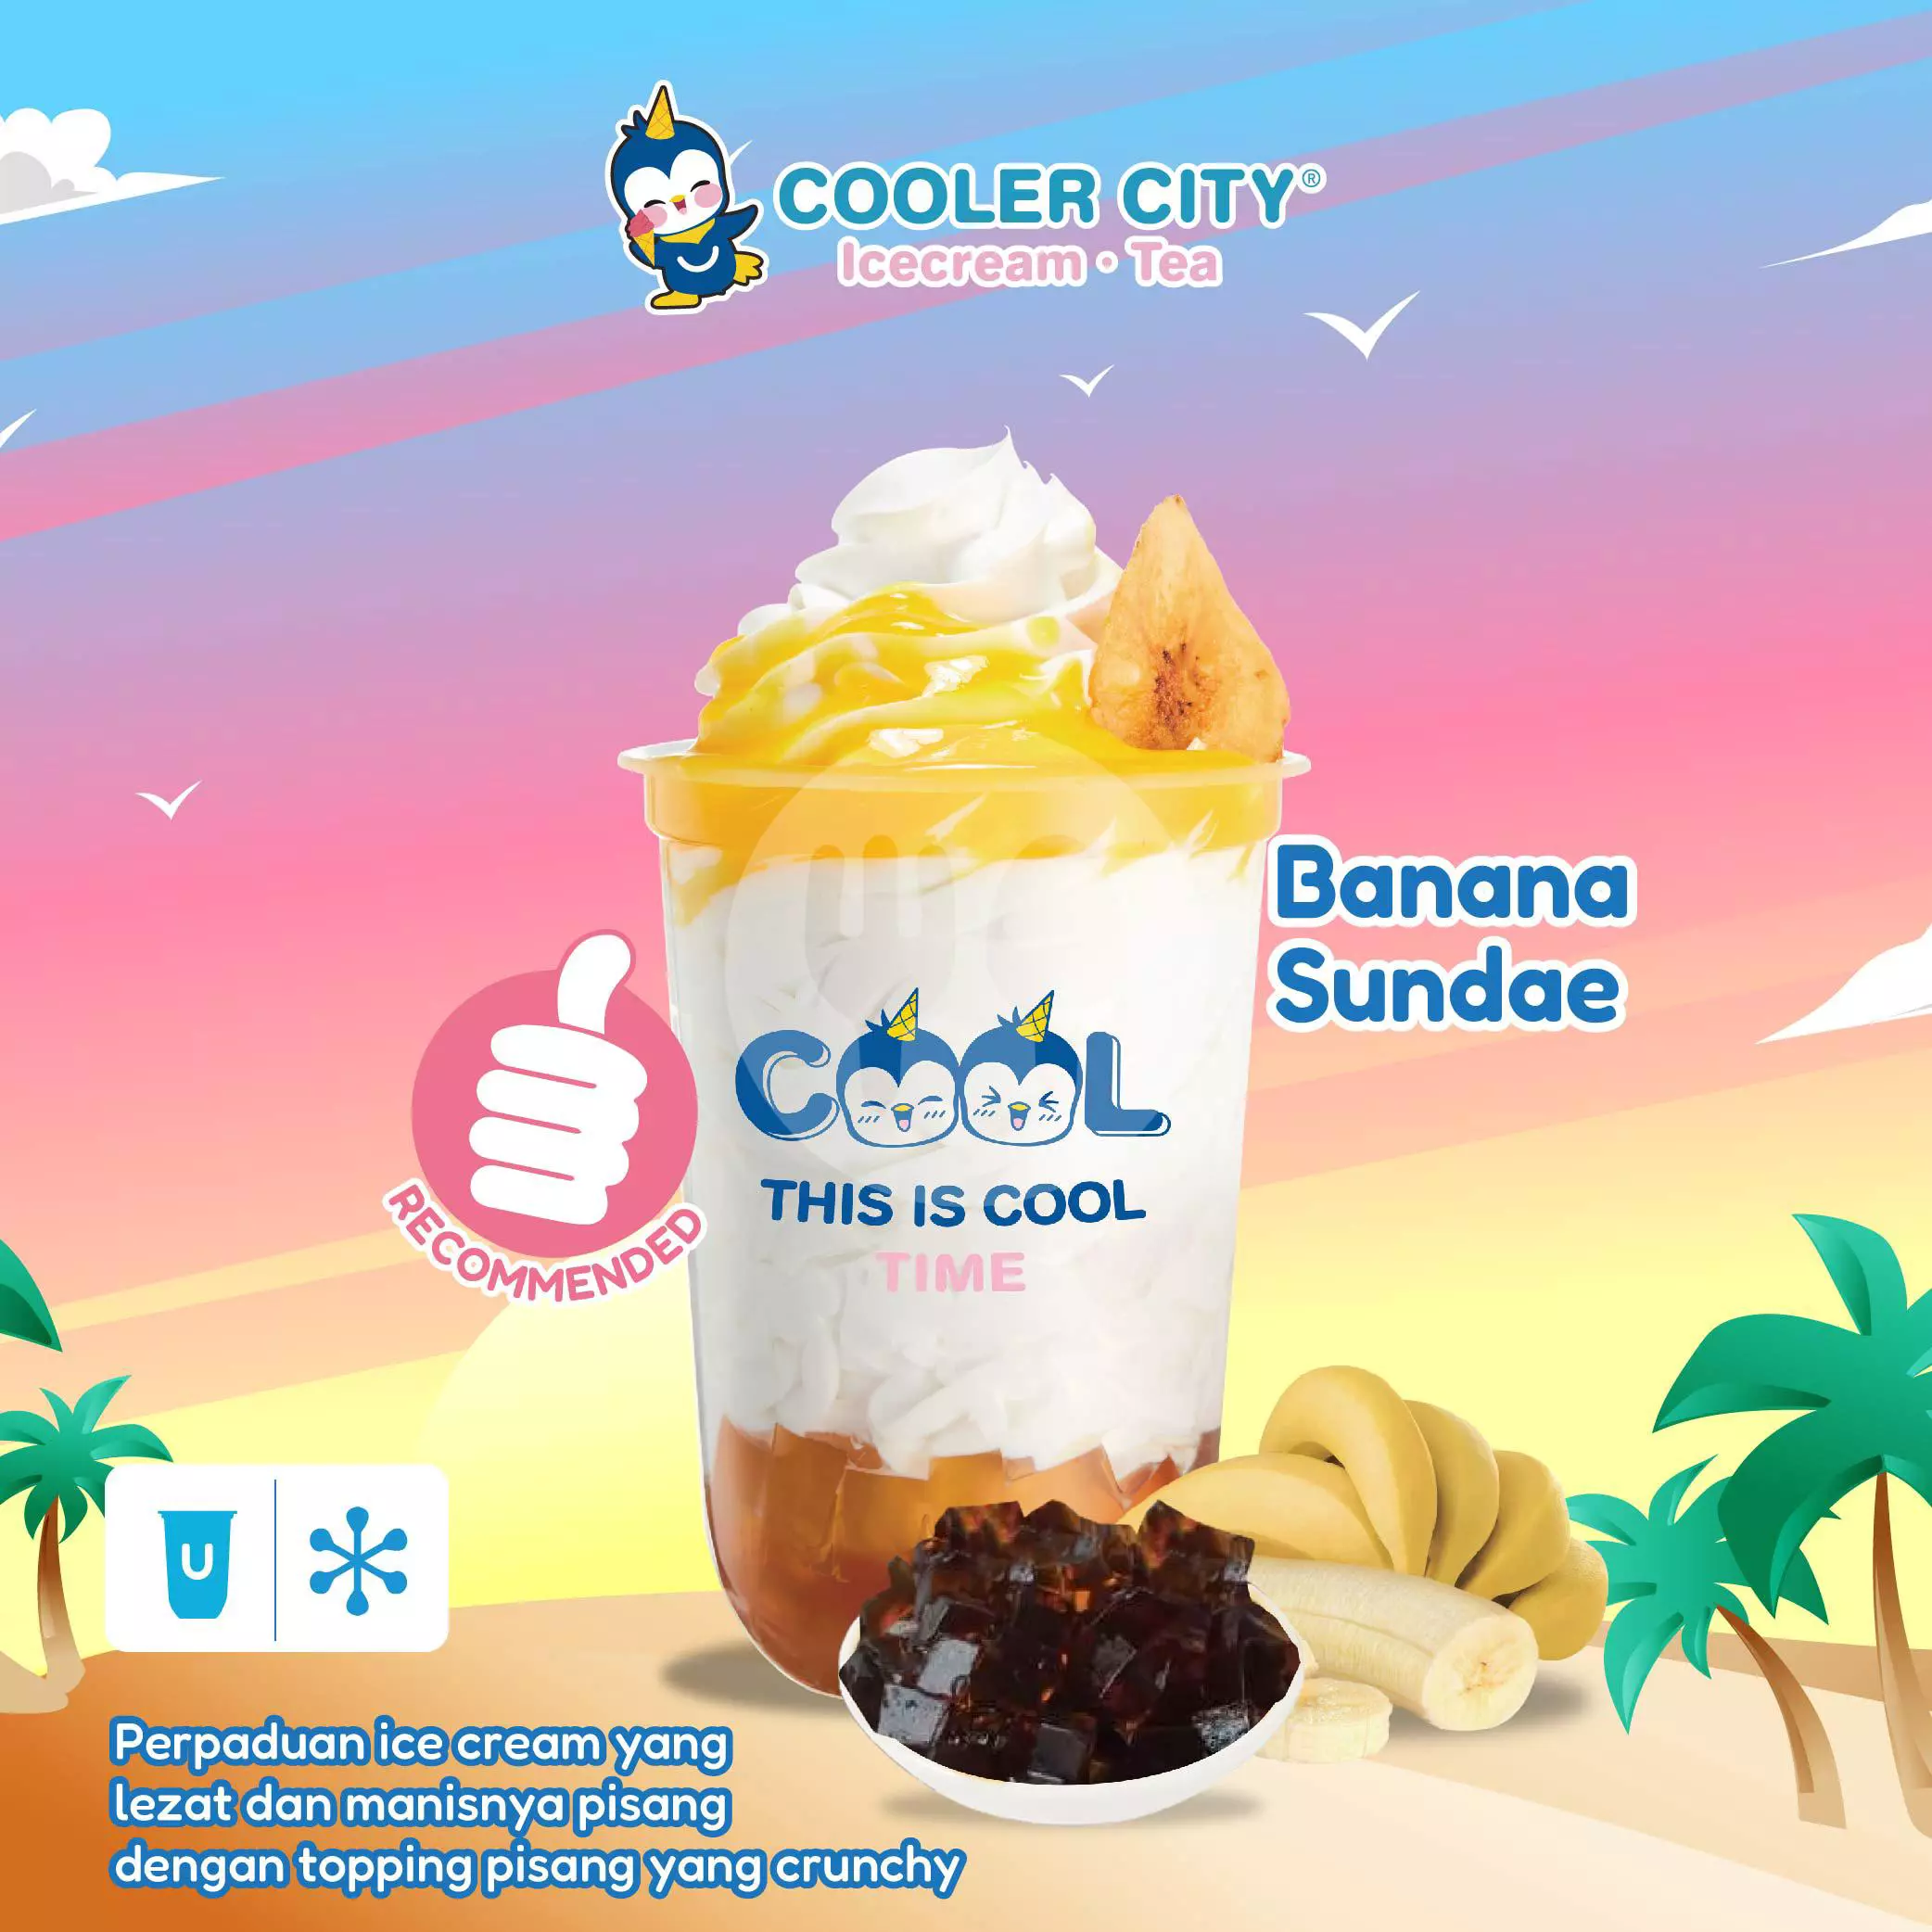 COOLER CITY®
Icecream • Tea
Banana
Sundae
COOL
THIS IS COOL
TIME
RECOMMENDED
U
Perpaduan ice cream yang
lezat dan manisnya pisang
dengan topping pisang yang crunchy